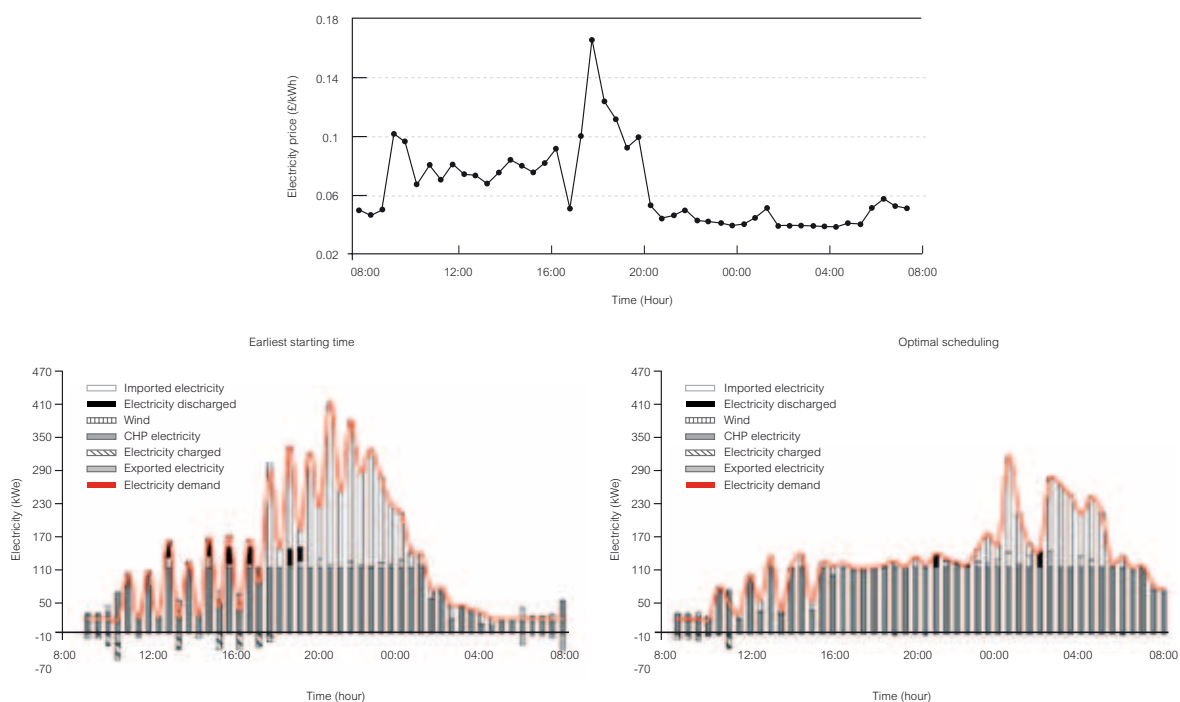 0.18
0.14
0.1
0.06
0.02
Electricity price (£/kWh)
08:00 12:00 16:00 20:00 00:00 04:00 08:00
Time (Hour)
Earliest starting time
470
410
350
290
230
170
110
50
-10
-70
Electricity (kWe)
Imported electricity
Electricity discharged
Wind
CHP electricity
Electricity charged
Exported electricity
Electricity demand
8:00 12:00 16:00 20:00 00:00 04:00 08:00
Time (hour)
Optimal scheduling
470
410
350
290
230
170
110
50
-10
-70
Electricity (kWe)
Imported electricity
Electricity discharged
Wind
CHP electricity
Electricity charged
Exported electricity
Electricity demand
8:00 12:00 16:00 20:00 00:00 04:00 08:00
Time (hour)